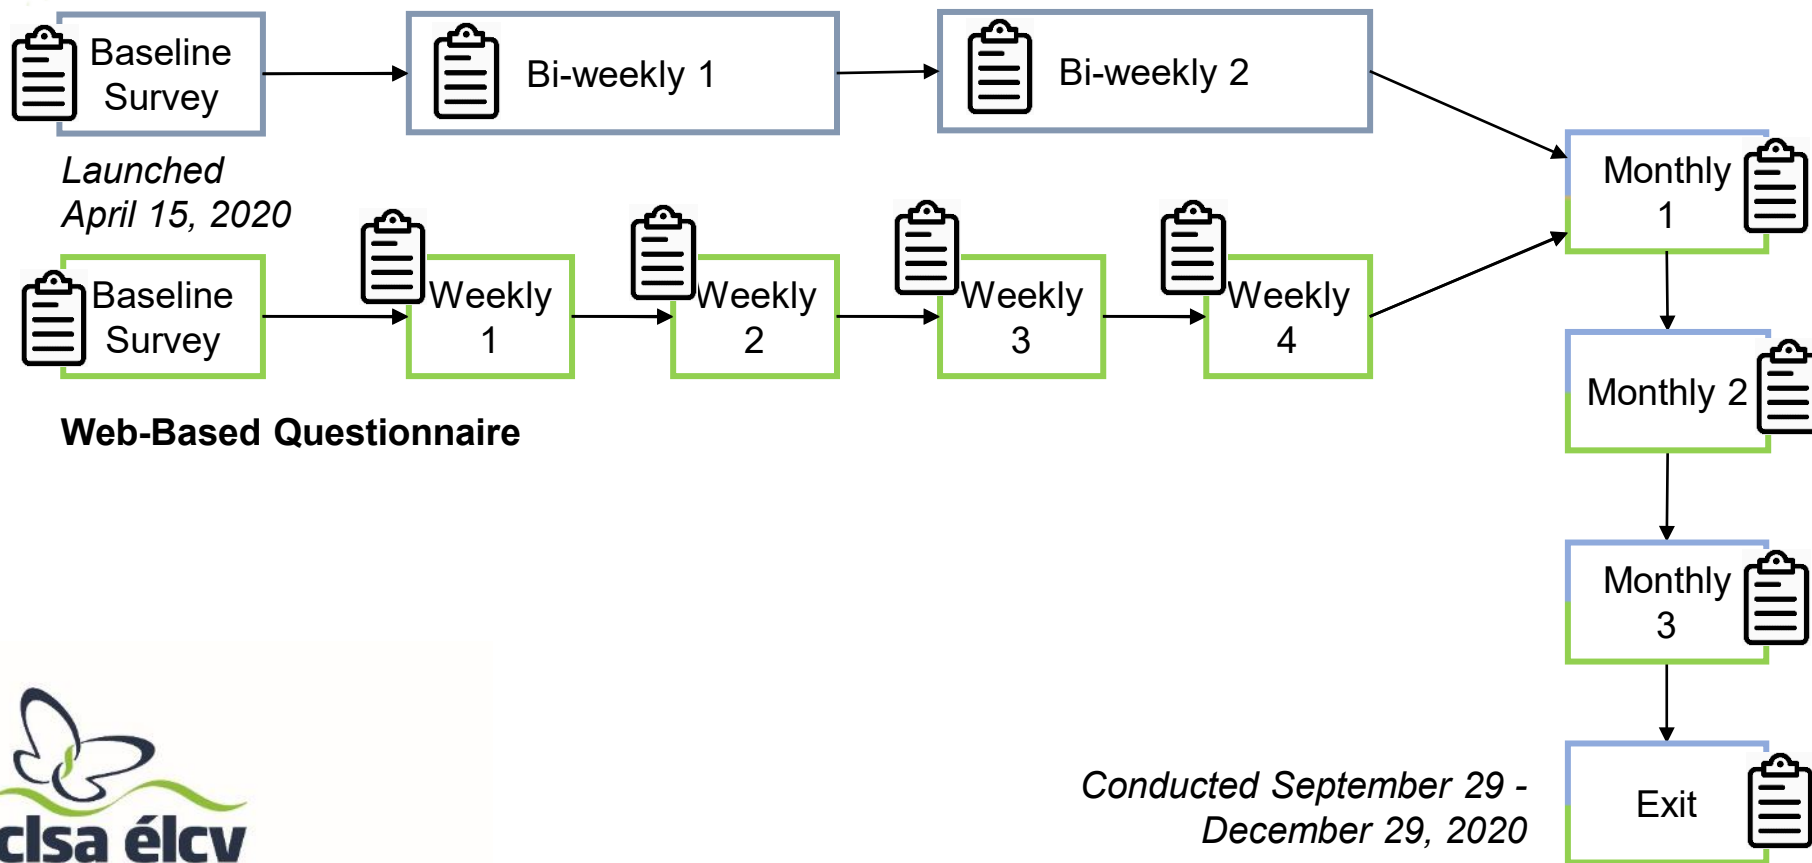 Baseline
Survey
Bi-weekly 1
Bi-weekly 2
Launched
April 15, 2020
Monthly
1
Baseline
Survey
Weekly
1
Weekly
2
Weekly
3
Weekly
4
Monthly 2
Web-Based Questionnaire
Monthly
3
Conducted September 29 -
December 29, 2020
Exit
clsa élcv